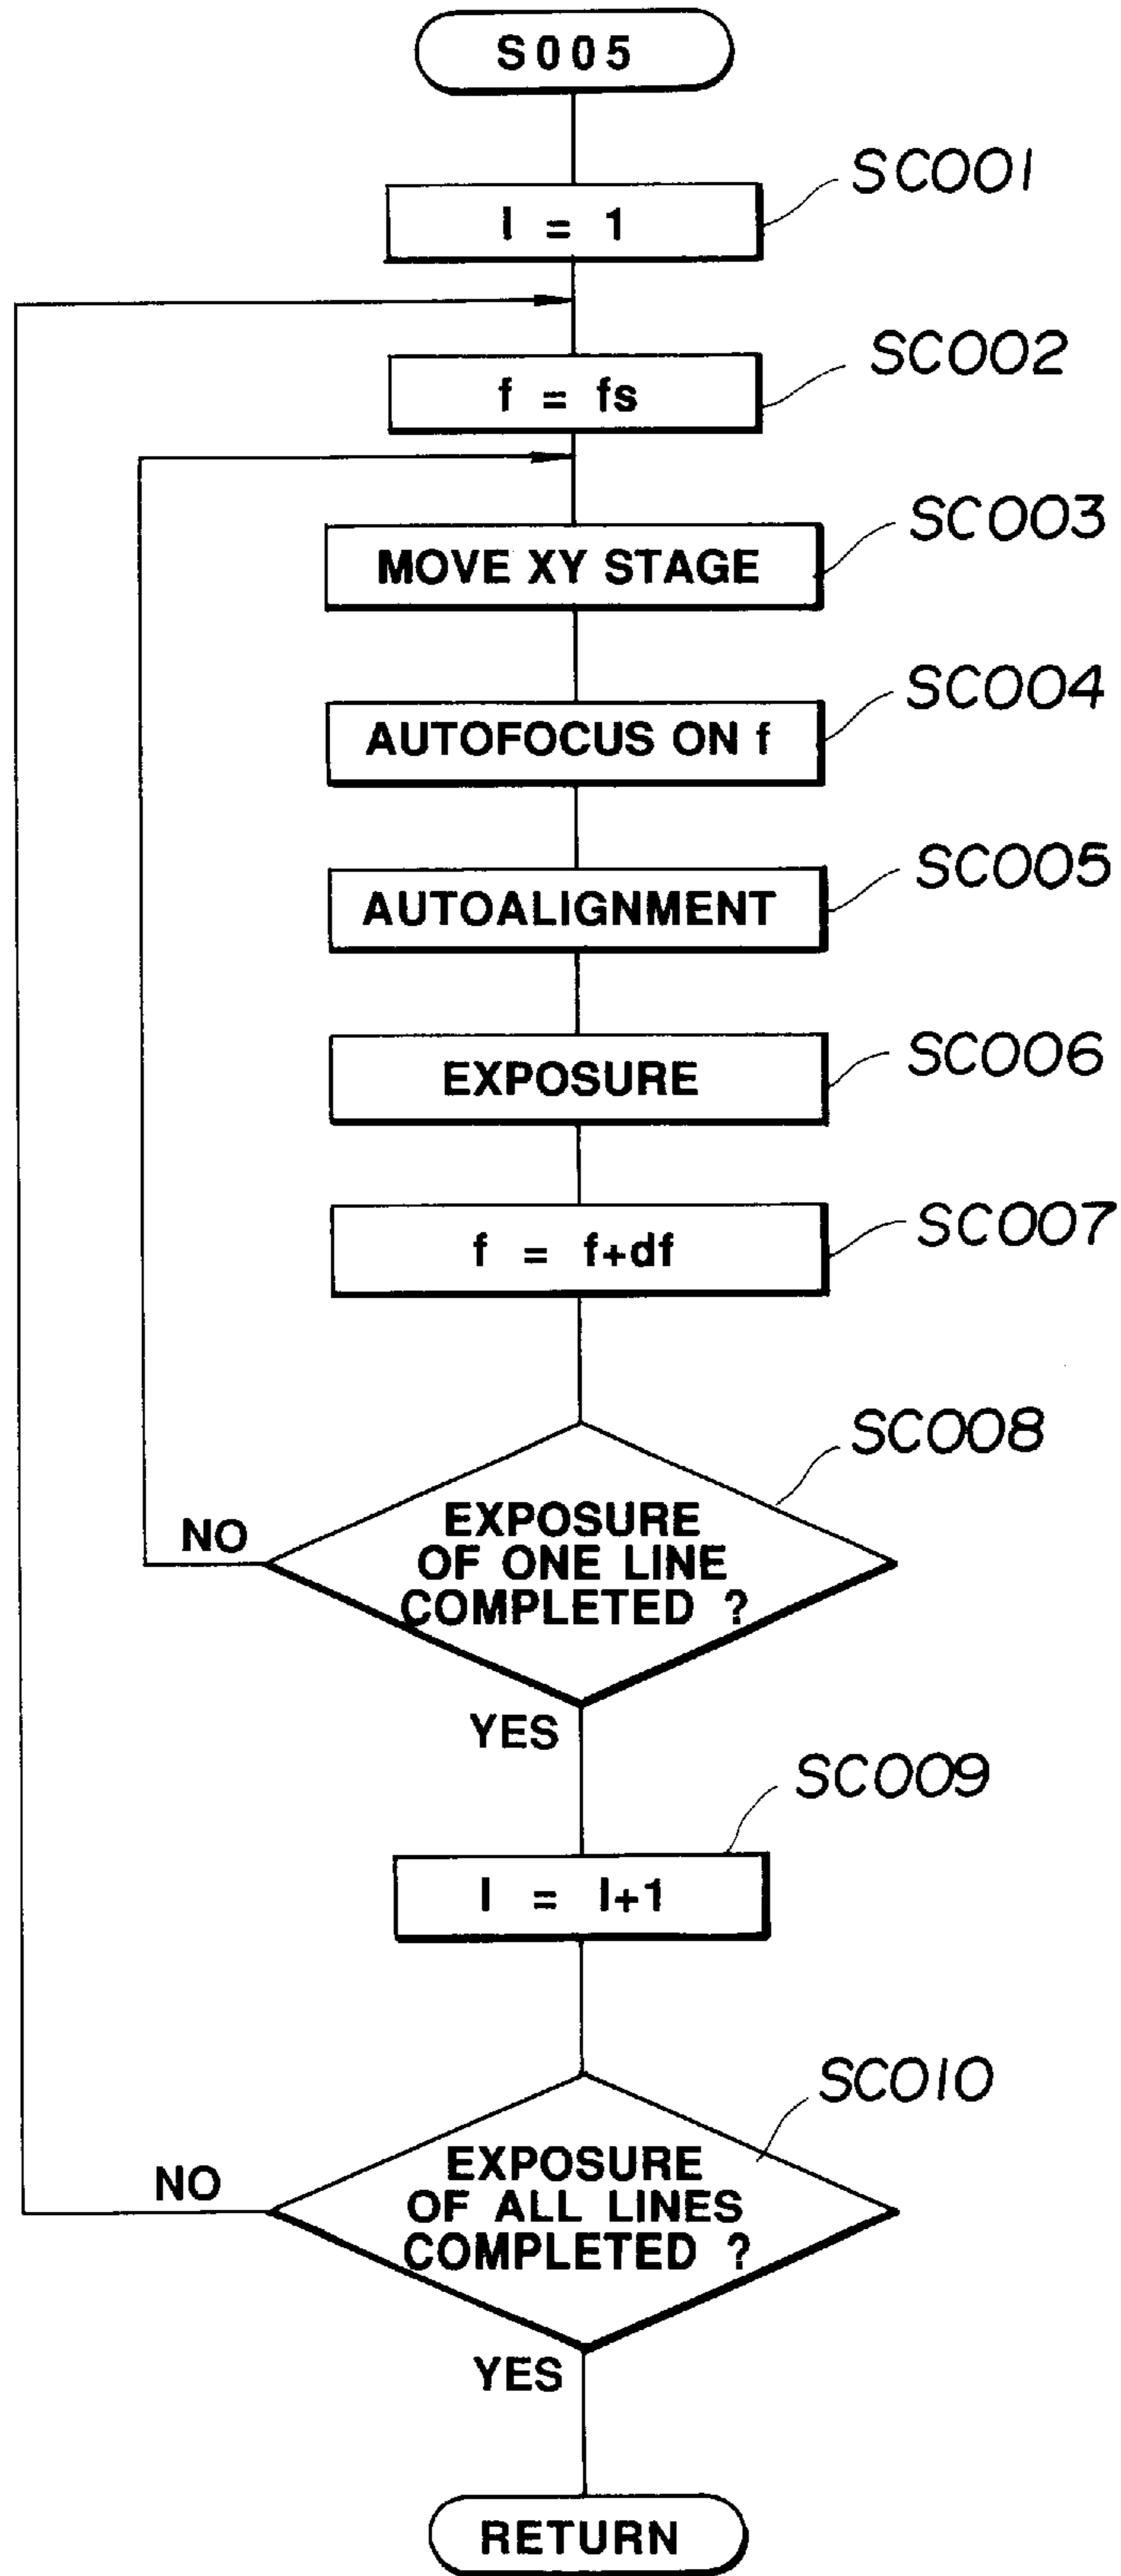 S005
SC001
I = 1
SC002
f = fs
SC003
MOVE XY STAGE
SC004
AUTOFOCUS ON f
SC005
AUTOALIGNMENT
SC006
EXPOSURE
SC007
f = f+df
SC008
EXPOSURE
OF ONE LINE
COMPLETED ?
NO
YES
SC009
I = I+1
SC010
EXPOSURE
OF ALL LINES
COMPLETED ?
NO
YES
RETURN